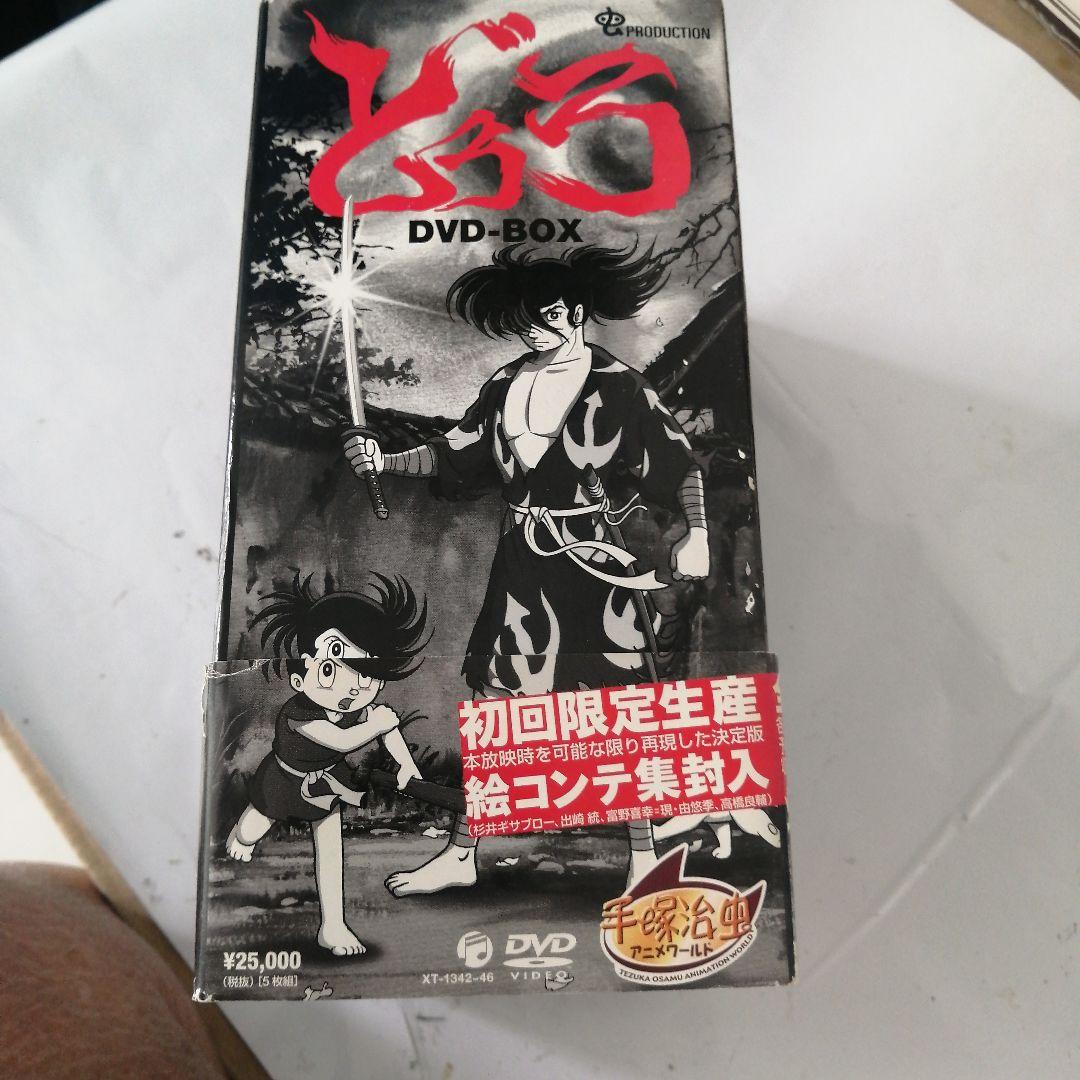 PRODUCTION
どろろ
DVD-BOX
初回限定生産
本放映時を可能な限り再現した決定版
絵コンテ集封入
(杉井ギサブロー、出﨑 統、富野喜幸=現・由悠季、高橋良輔)
手塚治虫
アニメワールド
TEZUKA OSAMU ANIMATION WORLD
¥25,000
(税抜) [5枚組]
DVD
VIDEO
XT-1342~46